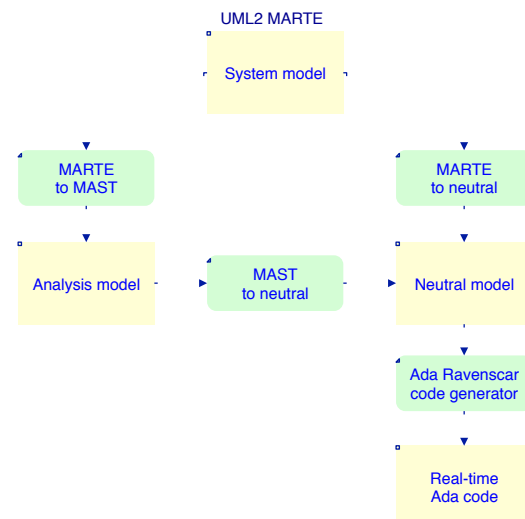 UML2 MARTE
System model
MARTE
to MAST
MARTE
to neutral
Analysis model
MAST
to neutral
Neutral model
Ada Ravenscar
code generator
Real-time
Ada code